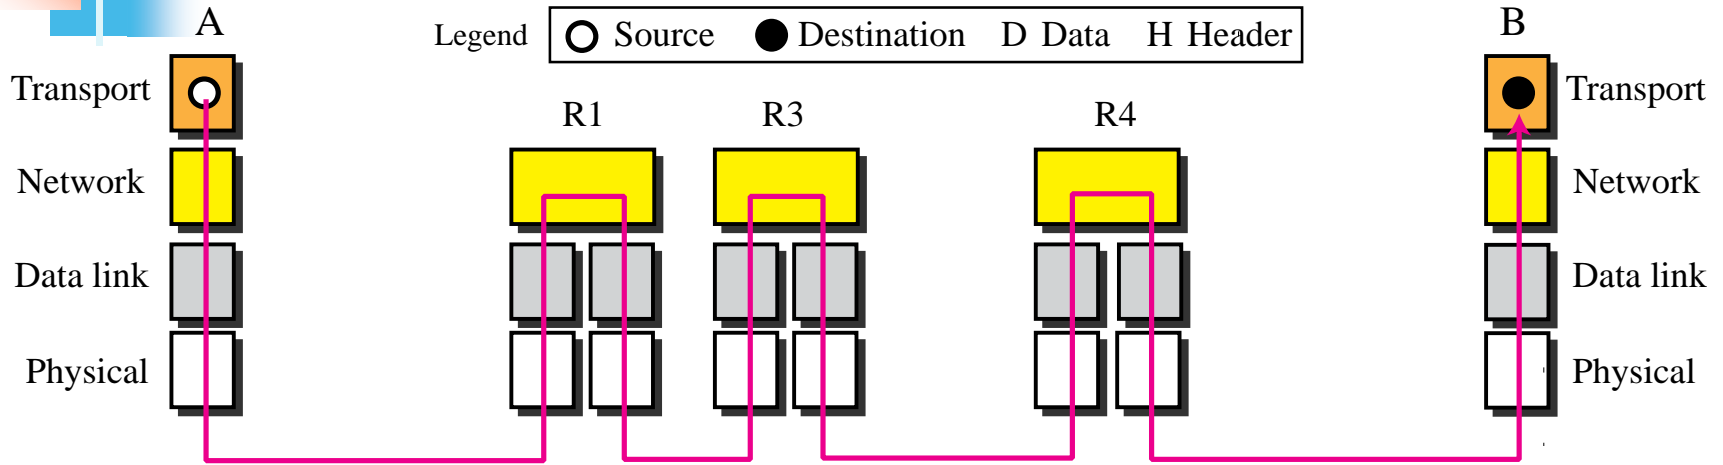 A
Legend Source Destination D Data H Header
B
Transport Transport
R1 R3 R4
Network Network
Data link Data link
Physical Physical